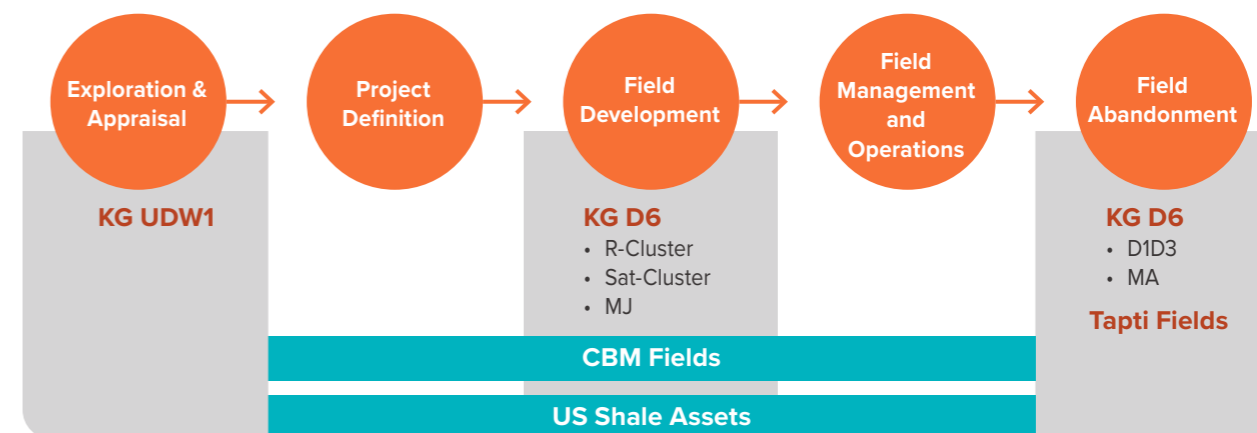 Exploration &
Appraisal
Project
Definition
Field
Development
Field
Management
and
Operations
Field
Abandonment
KG UDW1
KG D6
• R-Cluster
• Sat-Cluster
• MJ
KG D6
• D1D3
• MA
Tapti Fields
CBM Fields
US Shale Assets